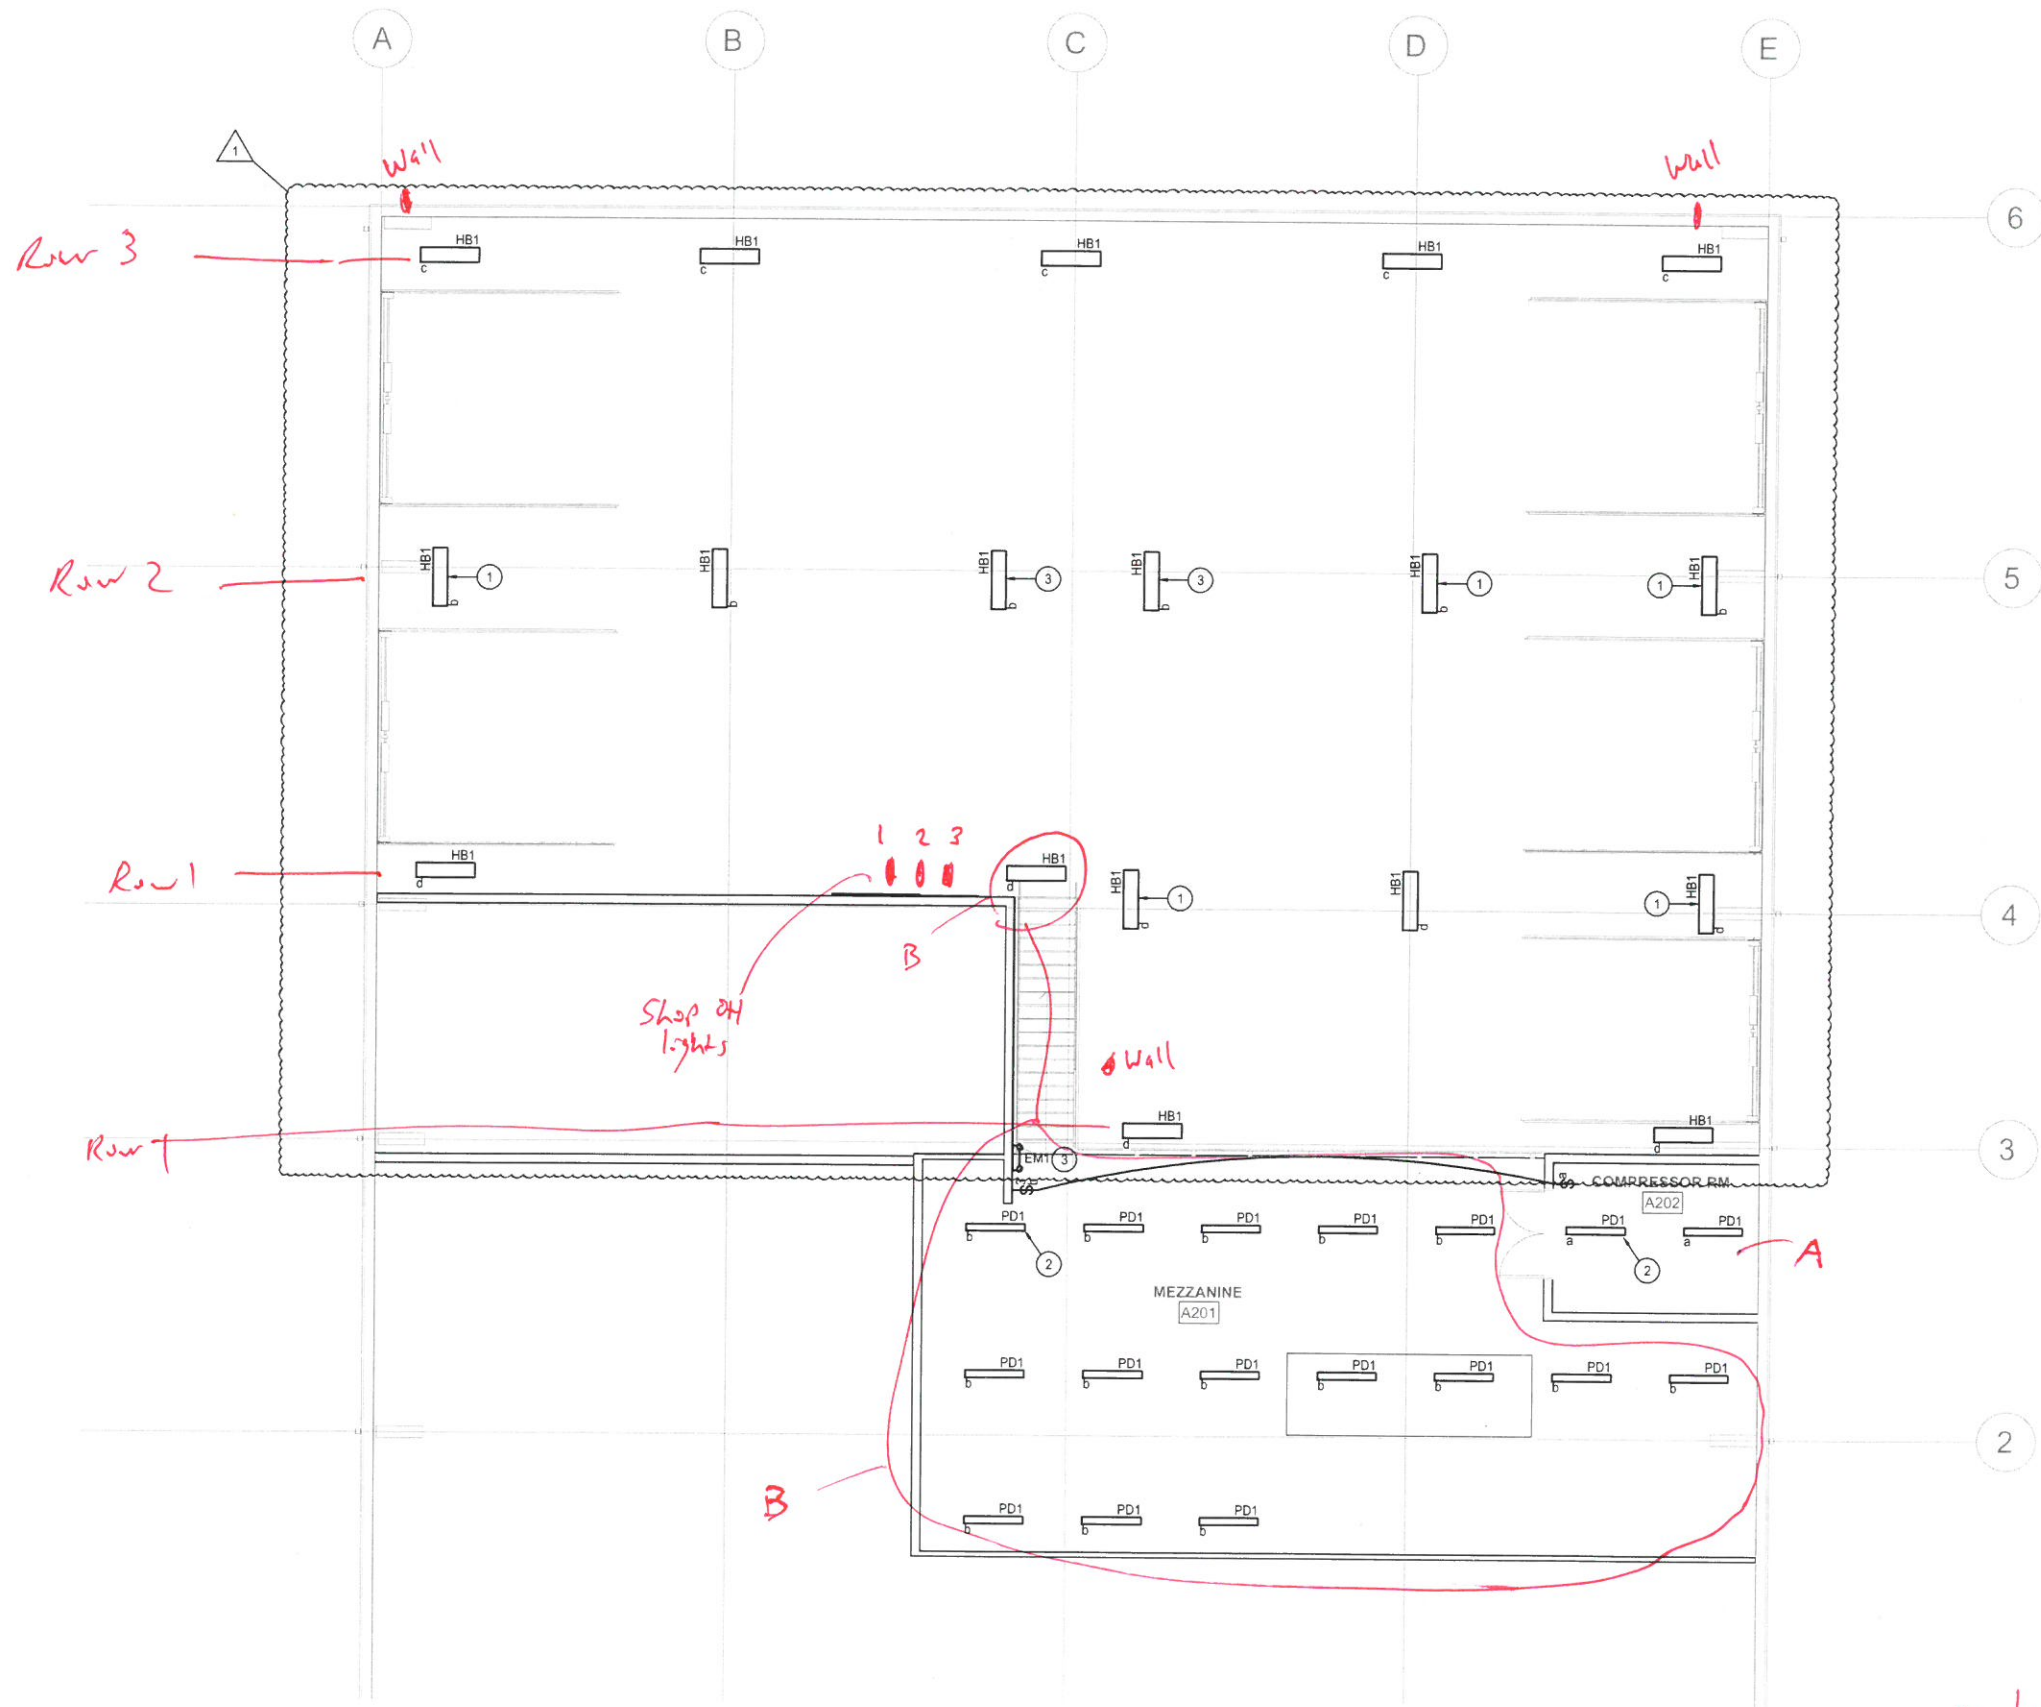 A B C D E
1
Wall
Wall
6
Row 3
HB1 HB1 HB1 HB1 HB1
c c c c c
Row 2
HB1 HB1 HB1 HB1 HB1 HB1
1 3 3 1 1
b b b b b b
5
1 2 3
Row 1
HB1 HB1
d d
HB1 HB1 HB1
1 1
d d d
4
B
Shop OH
lights
Wall
Row 1
HB1 HB1
d d
3
EM1 3
COMPRESSOR RM
A202
PD1 PD1 PD1 PD1 PD1 PD1 PD1
b b b b b a a
2 2
A
MEZZANINE
A201
PD1 PD1 PD1 PD1 PD1 PD1 PD1
b b b b b b b
2
B
PD1 PD1 PD1
b b b